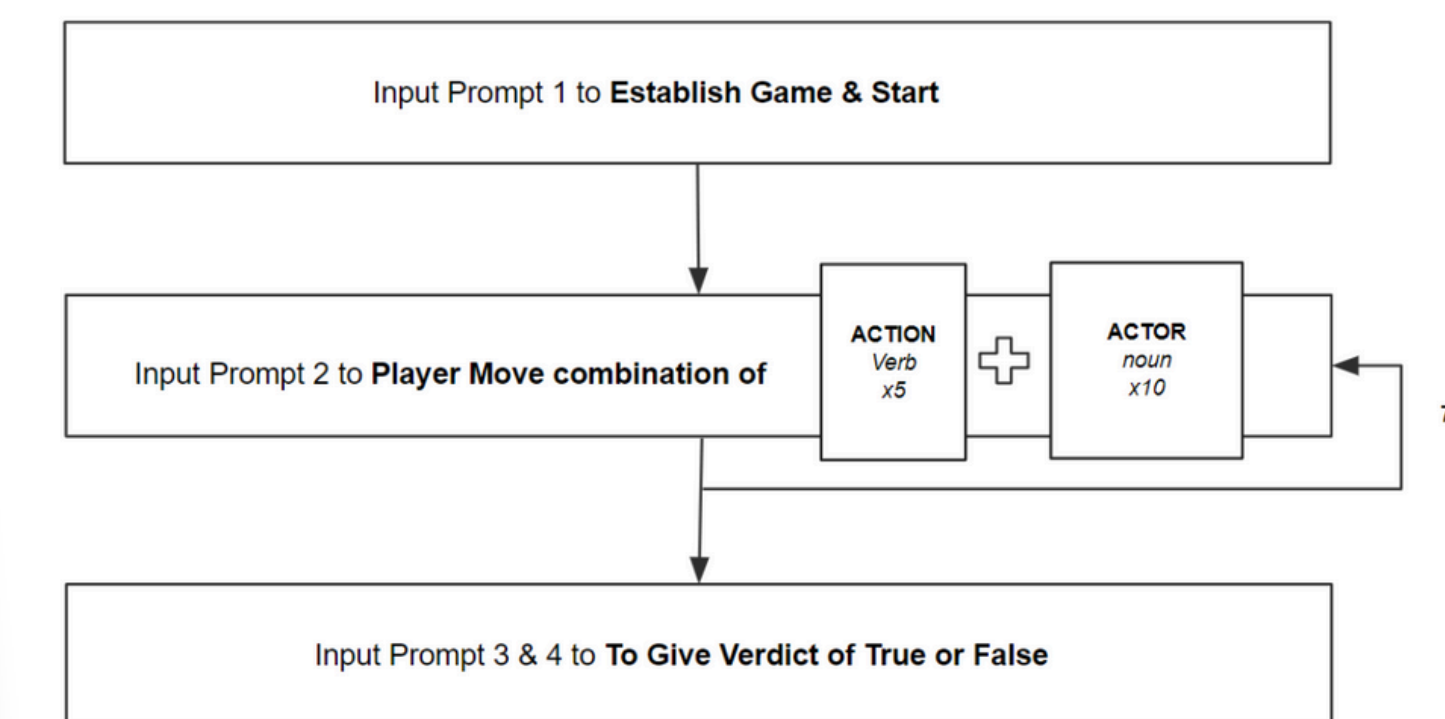 Input Prompt 1 to Establish Game & Start
Input Prompt 2 to Player Move combination of
ACTION
Verb
x5
ACTOR
noun
x10
Input Prompt 3 & 4 to To Give Verdict of True or False